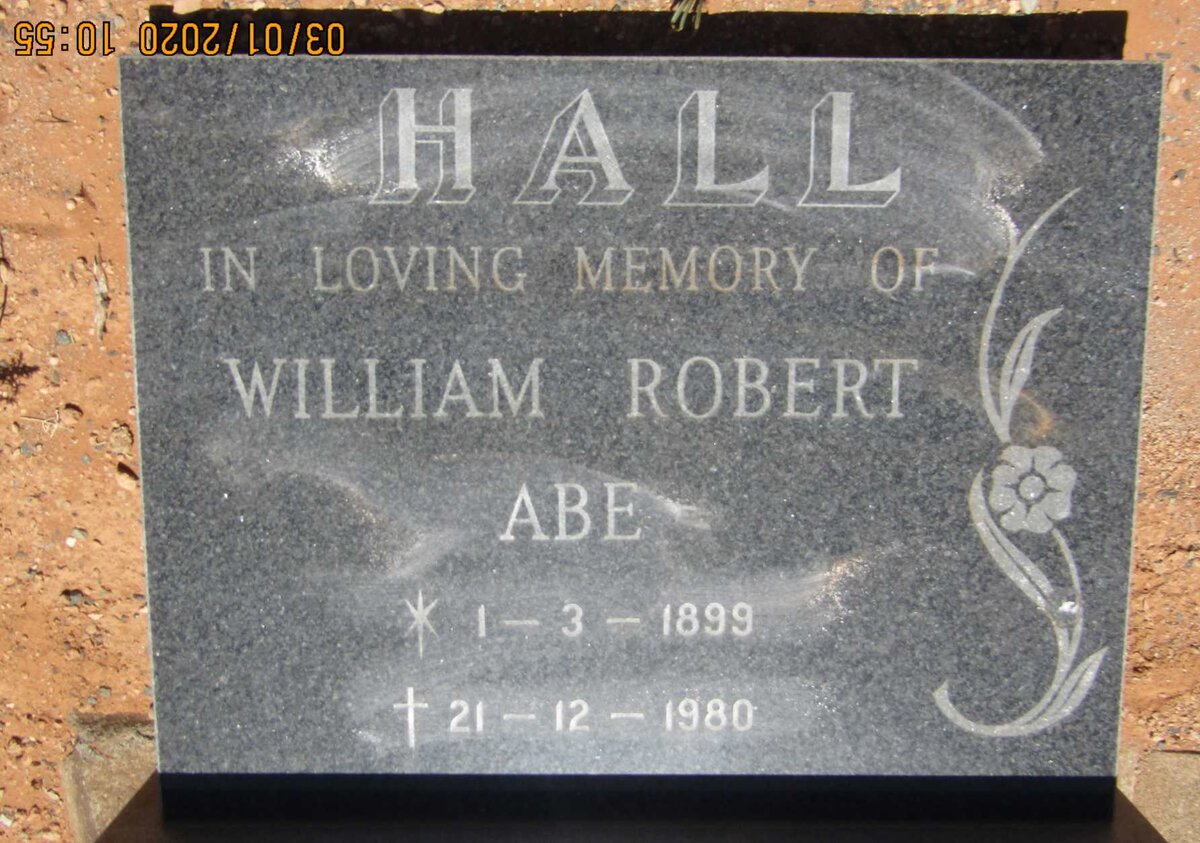 03/01/2020 10:55
HALL
IN LOVING MEMORY OF
WILLIAM ROBERT
ABE
1 – 3 – 1899
21 – 12 – 1980